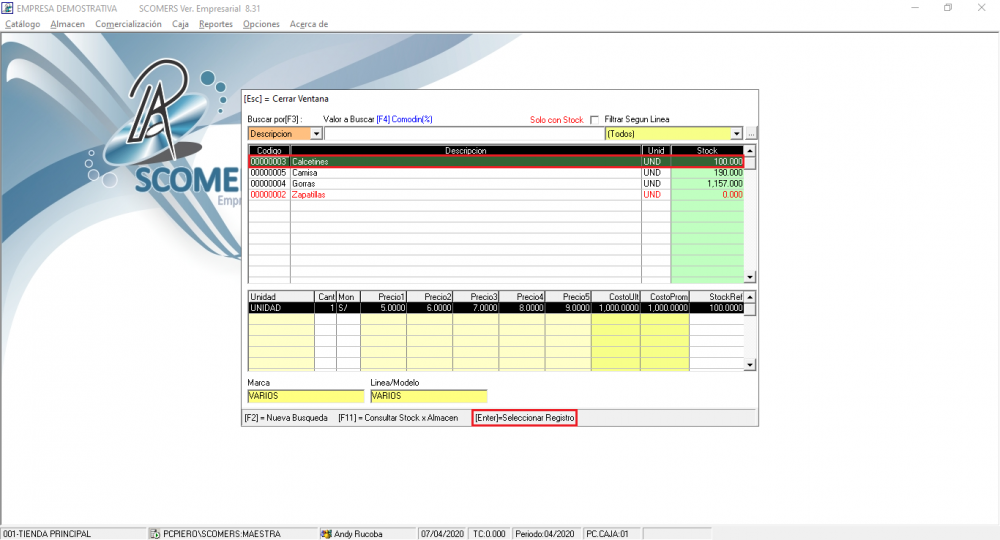 EMPRESA DEMOSTRATIVA SCOMERS Ver. Empresarial 8.31
Catálogo Almacen Comercialización Caja Reportes Opciones Acerca de
SCOME
Empr
[Esc] = Cerrar Ventana
Buscar por[F3] : Valor a Buscar [F4] Comodin(%) Solo con Stock Filtrar Segun Linea
Descripcion (Todos) ...
Codigo Descripcion Unid Stock
00000003 Calcetines UND 100.000
00000005 Camisa UND 190.000
00000004 Gorras UND 1,157.000
00000002 Zapatillas UND 0.000
Unidad Cant Mon Precio1 Precio2 Precio3 Precio4 Precio5 CostoUlt CostoProm StockRef
UNIDAD 1 S/ 5.0000 6.0000 7.0000 8.0000 9.0000 1,000.0000 1,000.0000 100.0000
Marca Linea/Modelo
VARIOS VARIOS
[F2] = Nueva Busqueda [F11] = Consultar Stock x Almacen [Enter]=Seleccionar Registro
001-TIENDA PRINCIPAL PCPIERO\SCOMERS:MAESTRA Andy Rucoba 07/04/2020 TC:0.000 Periodo:04/2020 PC.CAJA:01